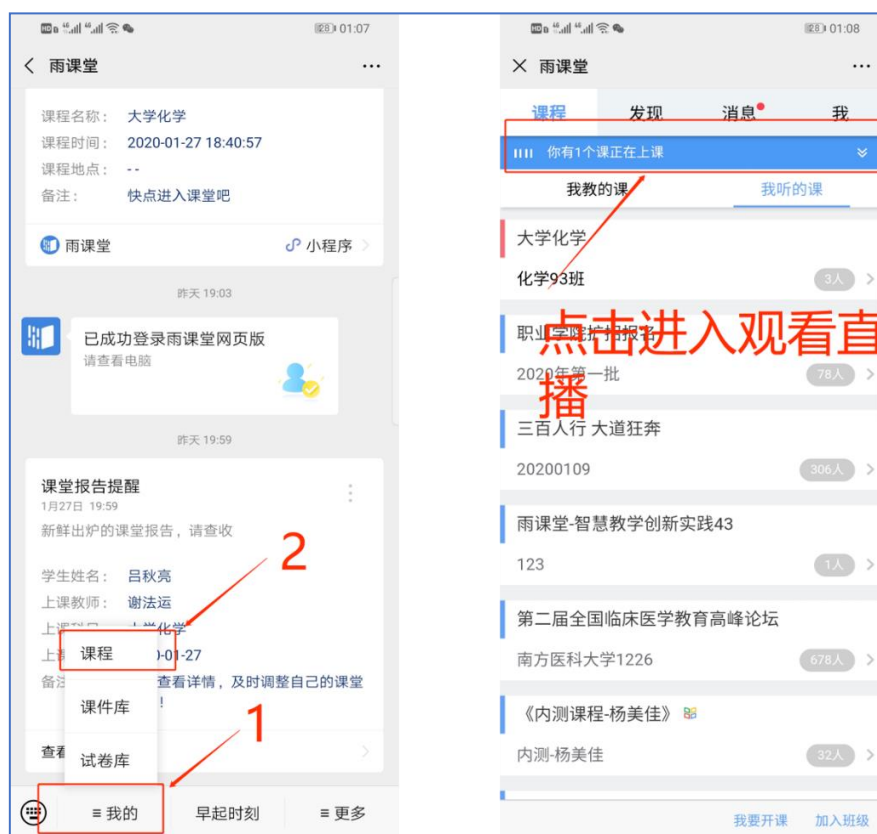 01:07
雨课堂
课程名称： 大学化学
课程时间： 2020-01-27 18:40:57
课程地点： --
备注： 快点进入课堂吧
雨课堂 小程序
昨天 19:03
已成功登录雨课堂网页版
请查看电脑
昨天 19:59
课堂报告提醒
1月27日 19:59
新鲜出炉的课堂报告，请查收
2
学生姓名： 吕秋亮
上课教师： 谢法运
大学化学
课程 01-27
查看详情，及时调整自己的课堂
课件库 !
1
查看
试卷库
≡ 我的 早起时刻 ≡ 更多
01:08
雨课堂
课程 发现 消息 我
你有1个课正在上课
我教的课 我听的课
大学化学
化学93班 3人
点击进入观看直
播
职业学院扩招报名
2020年第一批 78人
三百人行 大道狂奔
20200109 306人
雨课堂-智慧教学创新实践43
123 1人
第二届全国临床医学教育高峰论坛
南方医科大学1226 678人
《内测课程-杨美佳》
内测-杨美佳 32人
我要开课 加入班级